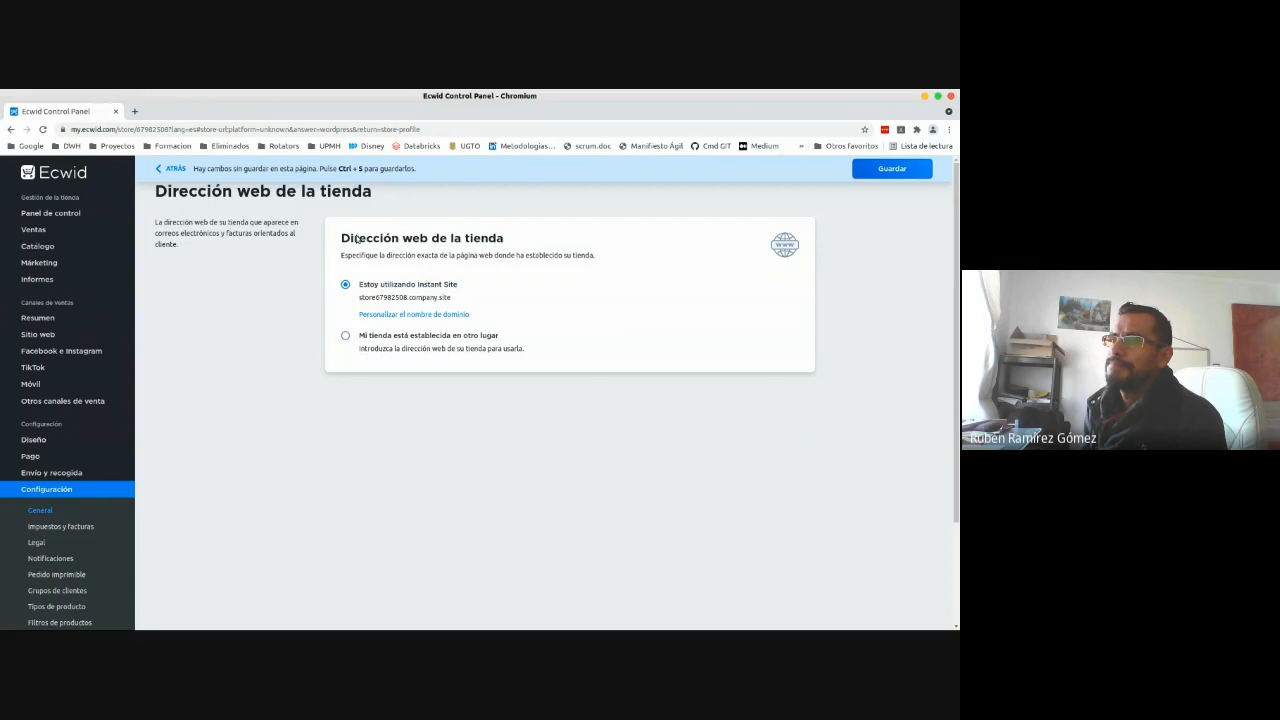 Ecwid Control Panel - Chromium
Ecwid Control Panel
my.ecwid.com/store/67982508?lang=es#store-url:platform=unknown&answer=wordpress&return=store-profile
Google DWH Proyectos Formacion Eliminados Rotators UPMH Disney Databricks UGTO Metodologías... scrum.doc Manifiesto Ágil Cmd GIT Medium » Otros favoritos Lista de lectura
Ecwid
Gestión de la tienda
Panel de control
Ventas
Catálogo
Márketing
Informes
Canales de ventas
Resumen
Sitio web
Facebook e Instagram
TikTok
Móvil
Otros canales de venta
Configuración
Diseño
Pago
Envío y recogida
Configuración
General
Impuestos y facturas
Legal
Notificaciones
Pedido imprimible
Grupos de clientes
Tipos de producto
Filtros de productos
ATRÁS Hay cambios sin guardar en esta página. Pulse Ctrl + S para guardarlos.
Guardar
Dirección web de la tienda
La dirección web de su tienda que aparece en
correos electrónicos y facturas orientados al
cliente.
Dirección web de la tienda
Especifique la dirección exacta de la página web donde ha establecido su tienda.
WWW
Estoy utilizando Instant Site
store67982508.company.site
Personalizar el nombre de dominio
Mi tienda está establecida en otro lugar
Introduzca la dirección web de su tienda para usarla.
Rubén Ramírez Gómez